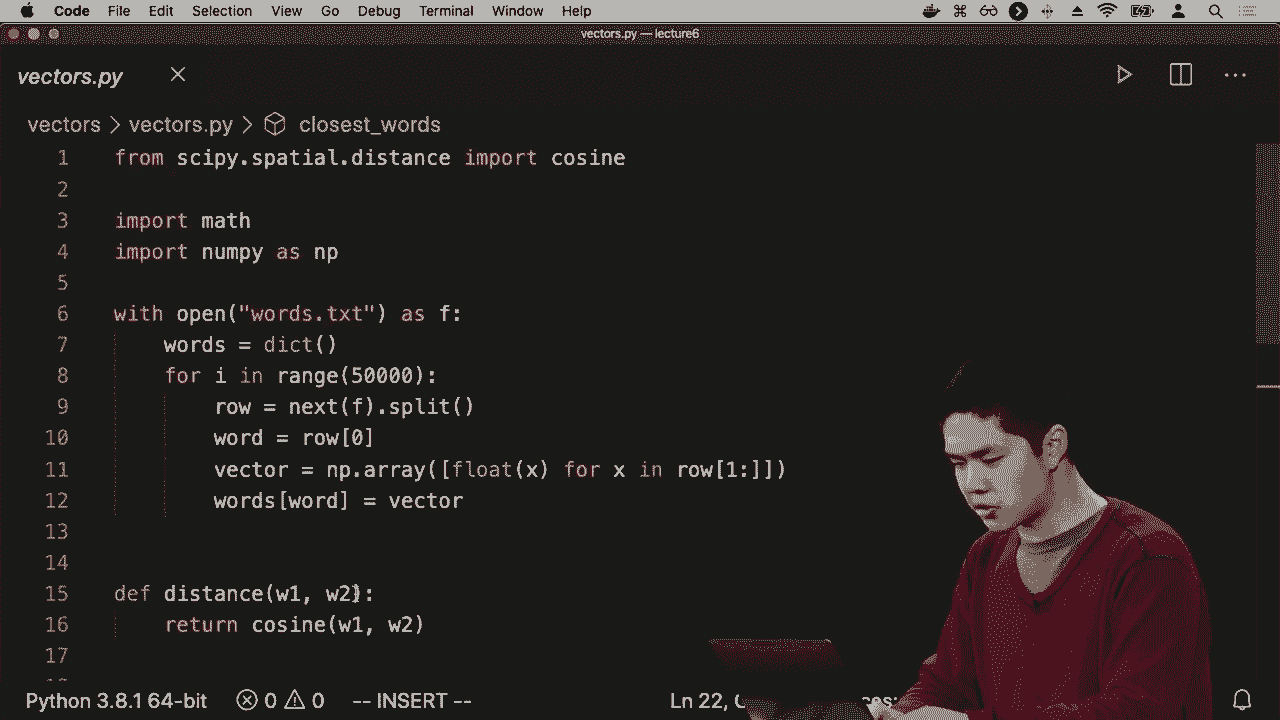 Code File Edit Selection View Go Debug Terminal Window Help
vectors.py — lecture6
vectors.py
vectors > vectors.py > closest_words
1 from scipy.spatial.distance import cosine
2
3 import math
4 import numpy as np
5
6 with open("words.txt") as f:
7 words = dict()
8 for i in range(50000):
9 row = next(f).split()
10 word = row[0]
11 vector = np.array([float(x) for x in row[1:]])
12 words[word] = vector
13
14
15 def distance(w1, w2):
16 return cosine(w1, w2)
17
Python 3.8.1 64-bit 0 0 -- INSERT -- Ln 22,